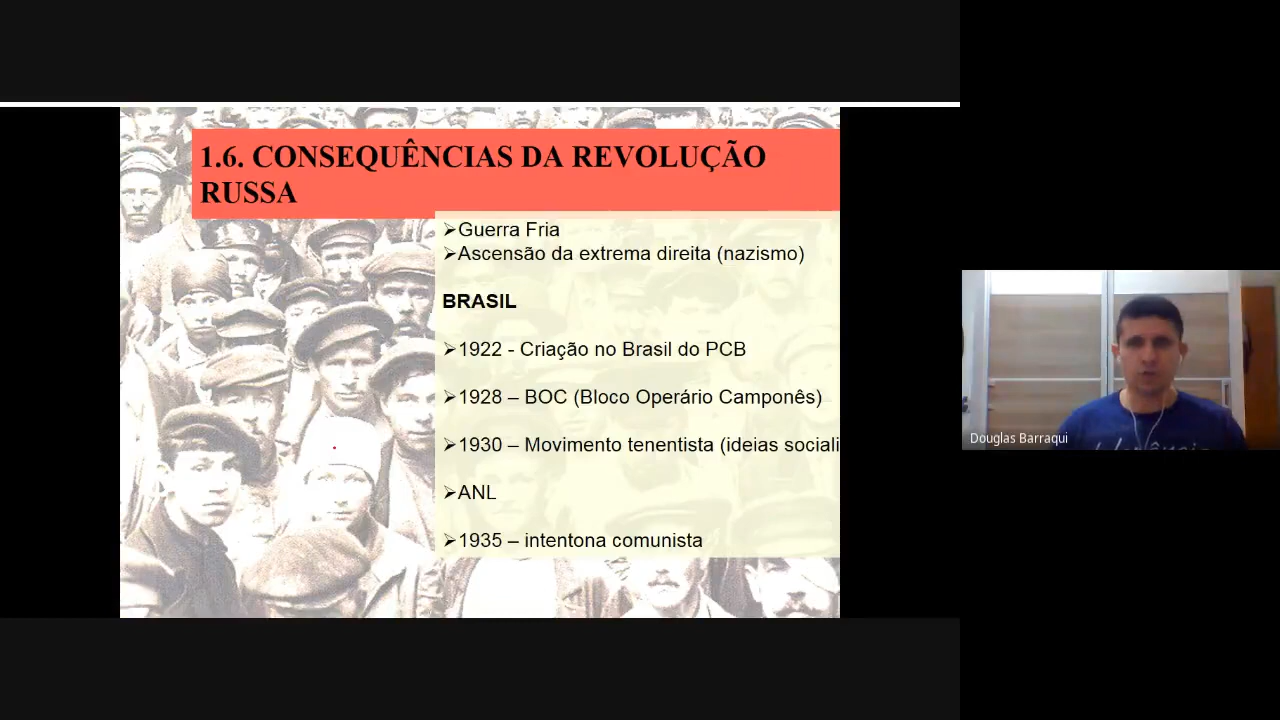 1.6. CONSEQUÊNCIAS DA REVOLUÇÃO
RUSSA
➢Guerra Fria
➢Ascensão da extrema direita (nazismo)
BRASIL
➢1922 - Criação no Brasil do PCB
➢1928 – BOC (Bloco Operário Camponês)
➢1930 – Movimento tenentista (ideias sociali
➢ANL
➢1935 – intentona comunista
Douglas Barraqui